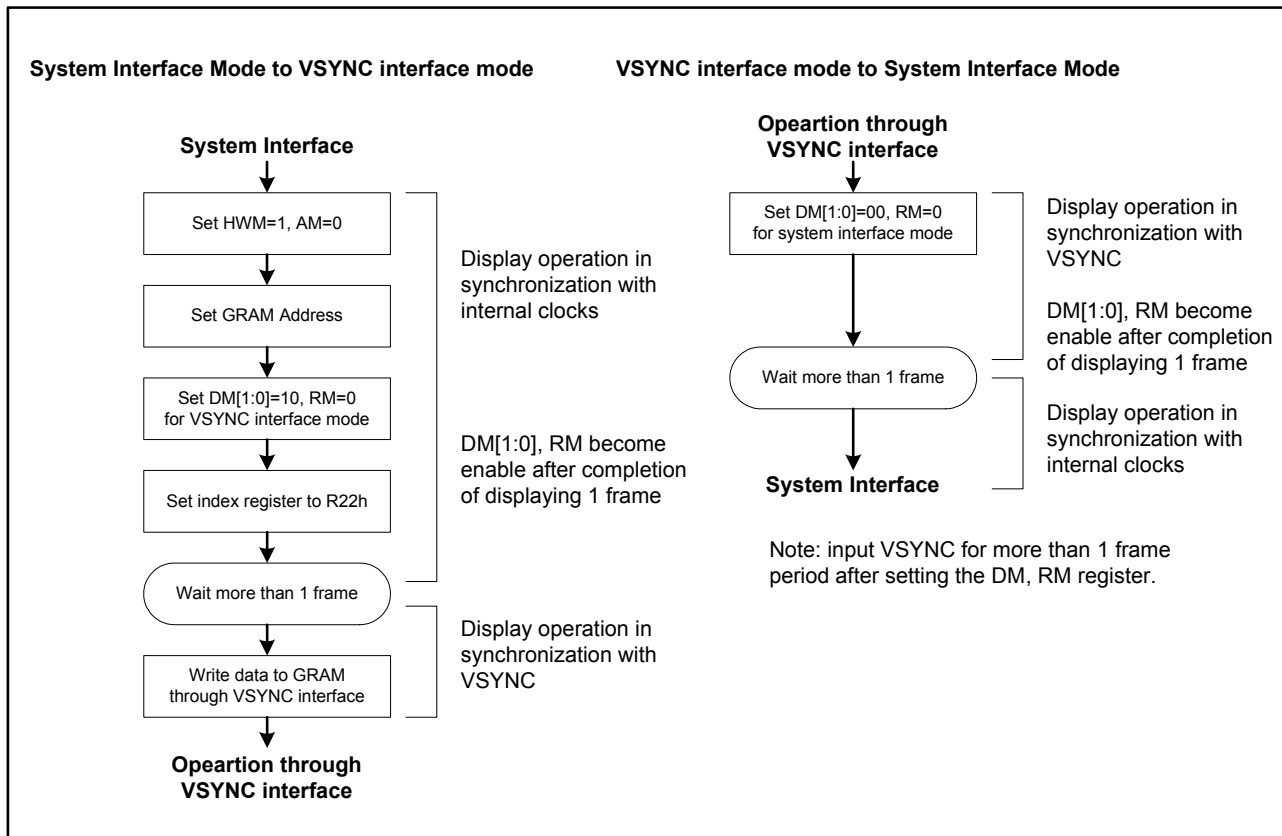 System Interface Mode to VSYNC interface mode
System Interface
Set HWM=1, AM=0
Set GRAM Address
Set DM[1:0]=10, RM=0
for VSYNC interface mode
Set index register to R22h
Wait more than 1 frame
Write data to GRAM
through VSYNC interface
Opeartion through
VSYNC interface
Display operation in
synchronization with
internal clocks
DM[1:0], RM become
enable after completion
of displaying 1 frame
Display operation in
synchronization with
VSYNC
VSYNC interface mode to System Interface Mode
Opeartion through
VSYNC interface
Set DM[1:0]=00, RM=0
for system interface mode
Wait more than 1 frame
System Interface
Display operation in
synchronization with
VSYNC
DM[1:0], RM become
enable after completion
of displaying 1 frame
Display operation in
synchronization with
internal clocks
Note: input VSYNC for more than 1 frame
period after setting the DM, RM register.